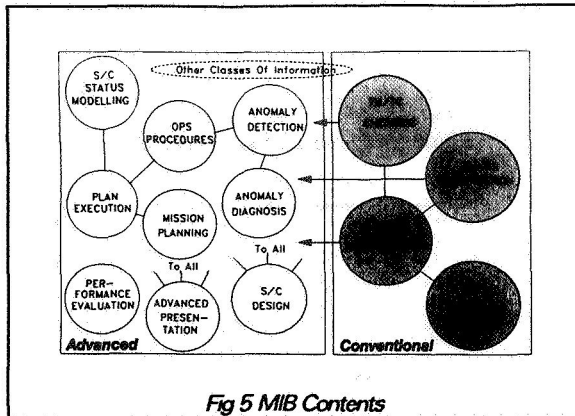 Other Classes Of Information
S/C
STATUS
MODELLING
OPS
PROCEDURES
ANOMALY
DETECTION
PLAN
EXECUTION
MISSION
PLANNING
ANOMALY
DIAGNOSIS
To All
To All
PER-
FORMANCE
EVALUATION
ADVANCED
PRESEN-
TATION
S/C
DESIGN
Advanced
Conventional
Fig 5 MIB Contents